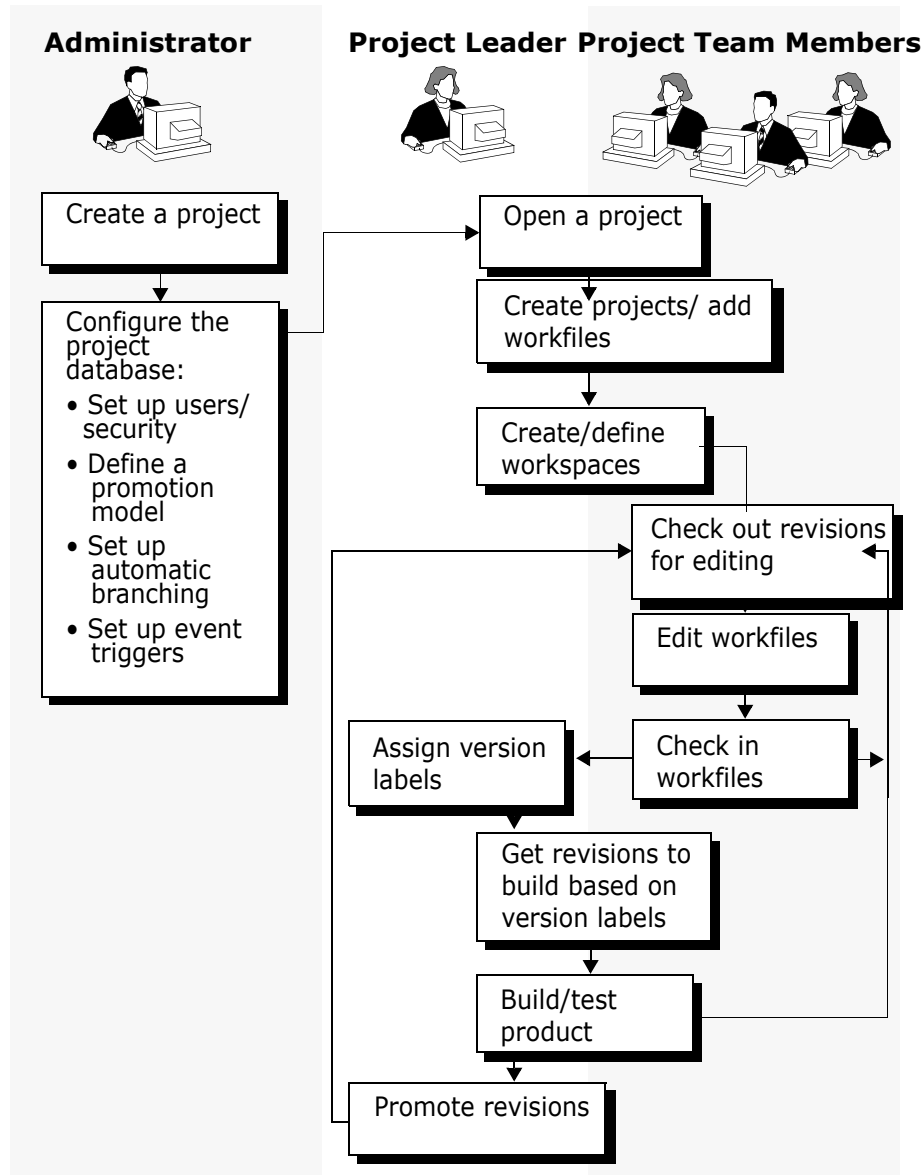 Administrator
Project Leader
Project Team Members
Create a project
Configure the
project
database:
• Set up users/
security
• Define a
promotion
model
• Set up
automatic
branching
• Set up event
triggers
Open a project
Create projects/ add
workfiles
Create/define
workspaces
Check out revisions
for editing
Edit workfiles
Check in
workfiles
Assign version
labels
Get revisions to
build based on
version labels
Build/test
product
Promote revisions